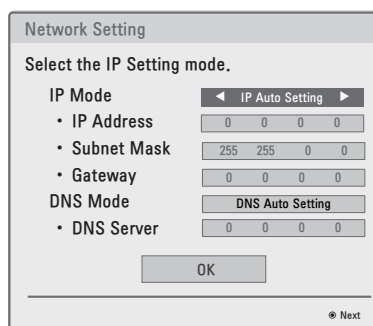 Network Setting
Select the IP Setting mode.
IP Mode ◀ IP Auto Setting ▶
• IP Address 0 0 0 0
• Subnet Mask 255 255 0 0
• Gateway 0 0 0 0
DNS Mode DNS Auto Setting
• DNS Server 0 0 0 0
OK
◉ Next